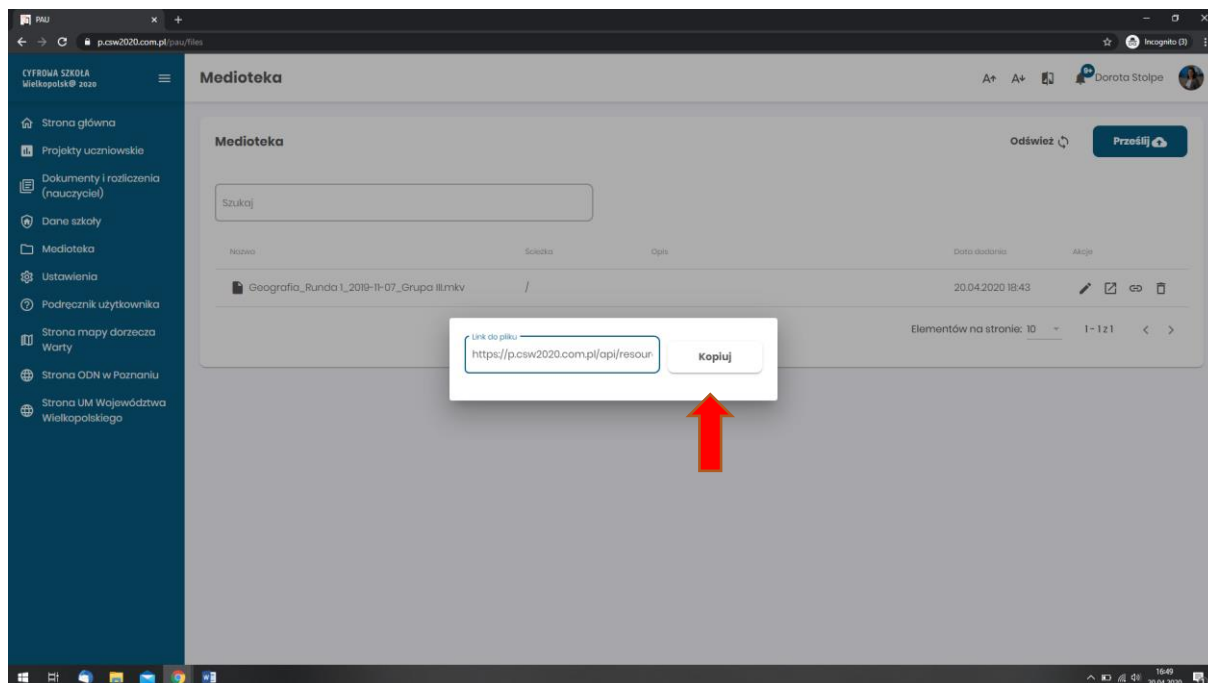 PAU
p.csw2020.com.pl/pau/files
Incognito (3)
CYFROWA SZKOŁA
Wielkopolsk@ 2020
Medioteka
A+ A+
9+
Dorota Stolpe
Strona główna
Projekty uczniowskie
Dokumenty i rozliczenia
(nauczyciel)
Dane szkoły
Medioteka
Ustawienia
Podręcznik użytkownika
Strona mapy dorzecza
Warty
Strona ODN w Poznaniu
Strona UM Województwa
Wielkopolskiego
Medioteka
Odśwież
Prześlij
Szukaj
Nazwa Ścieżka Opis Data dodania Akcje
Geografia_Runda 1_2019-11-07_Grupa III.mkv / 20.04.2020 18:43
Elementów na stronie: 10 1 - 1 z 1
Link do pliku
https://p.csw2020.com.pl/api/resour
Kopiuj
16:49
20.04.2020